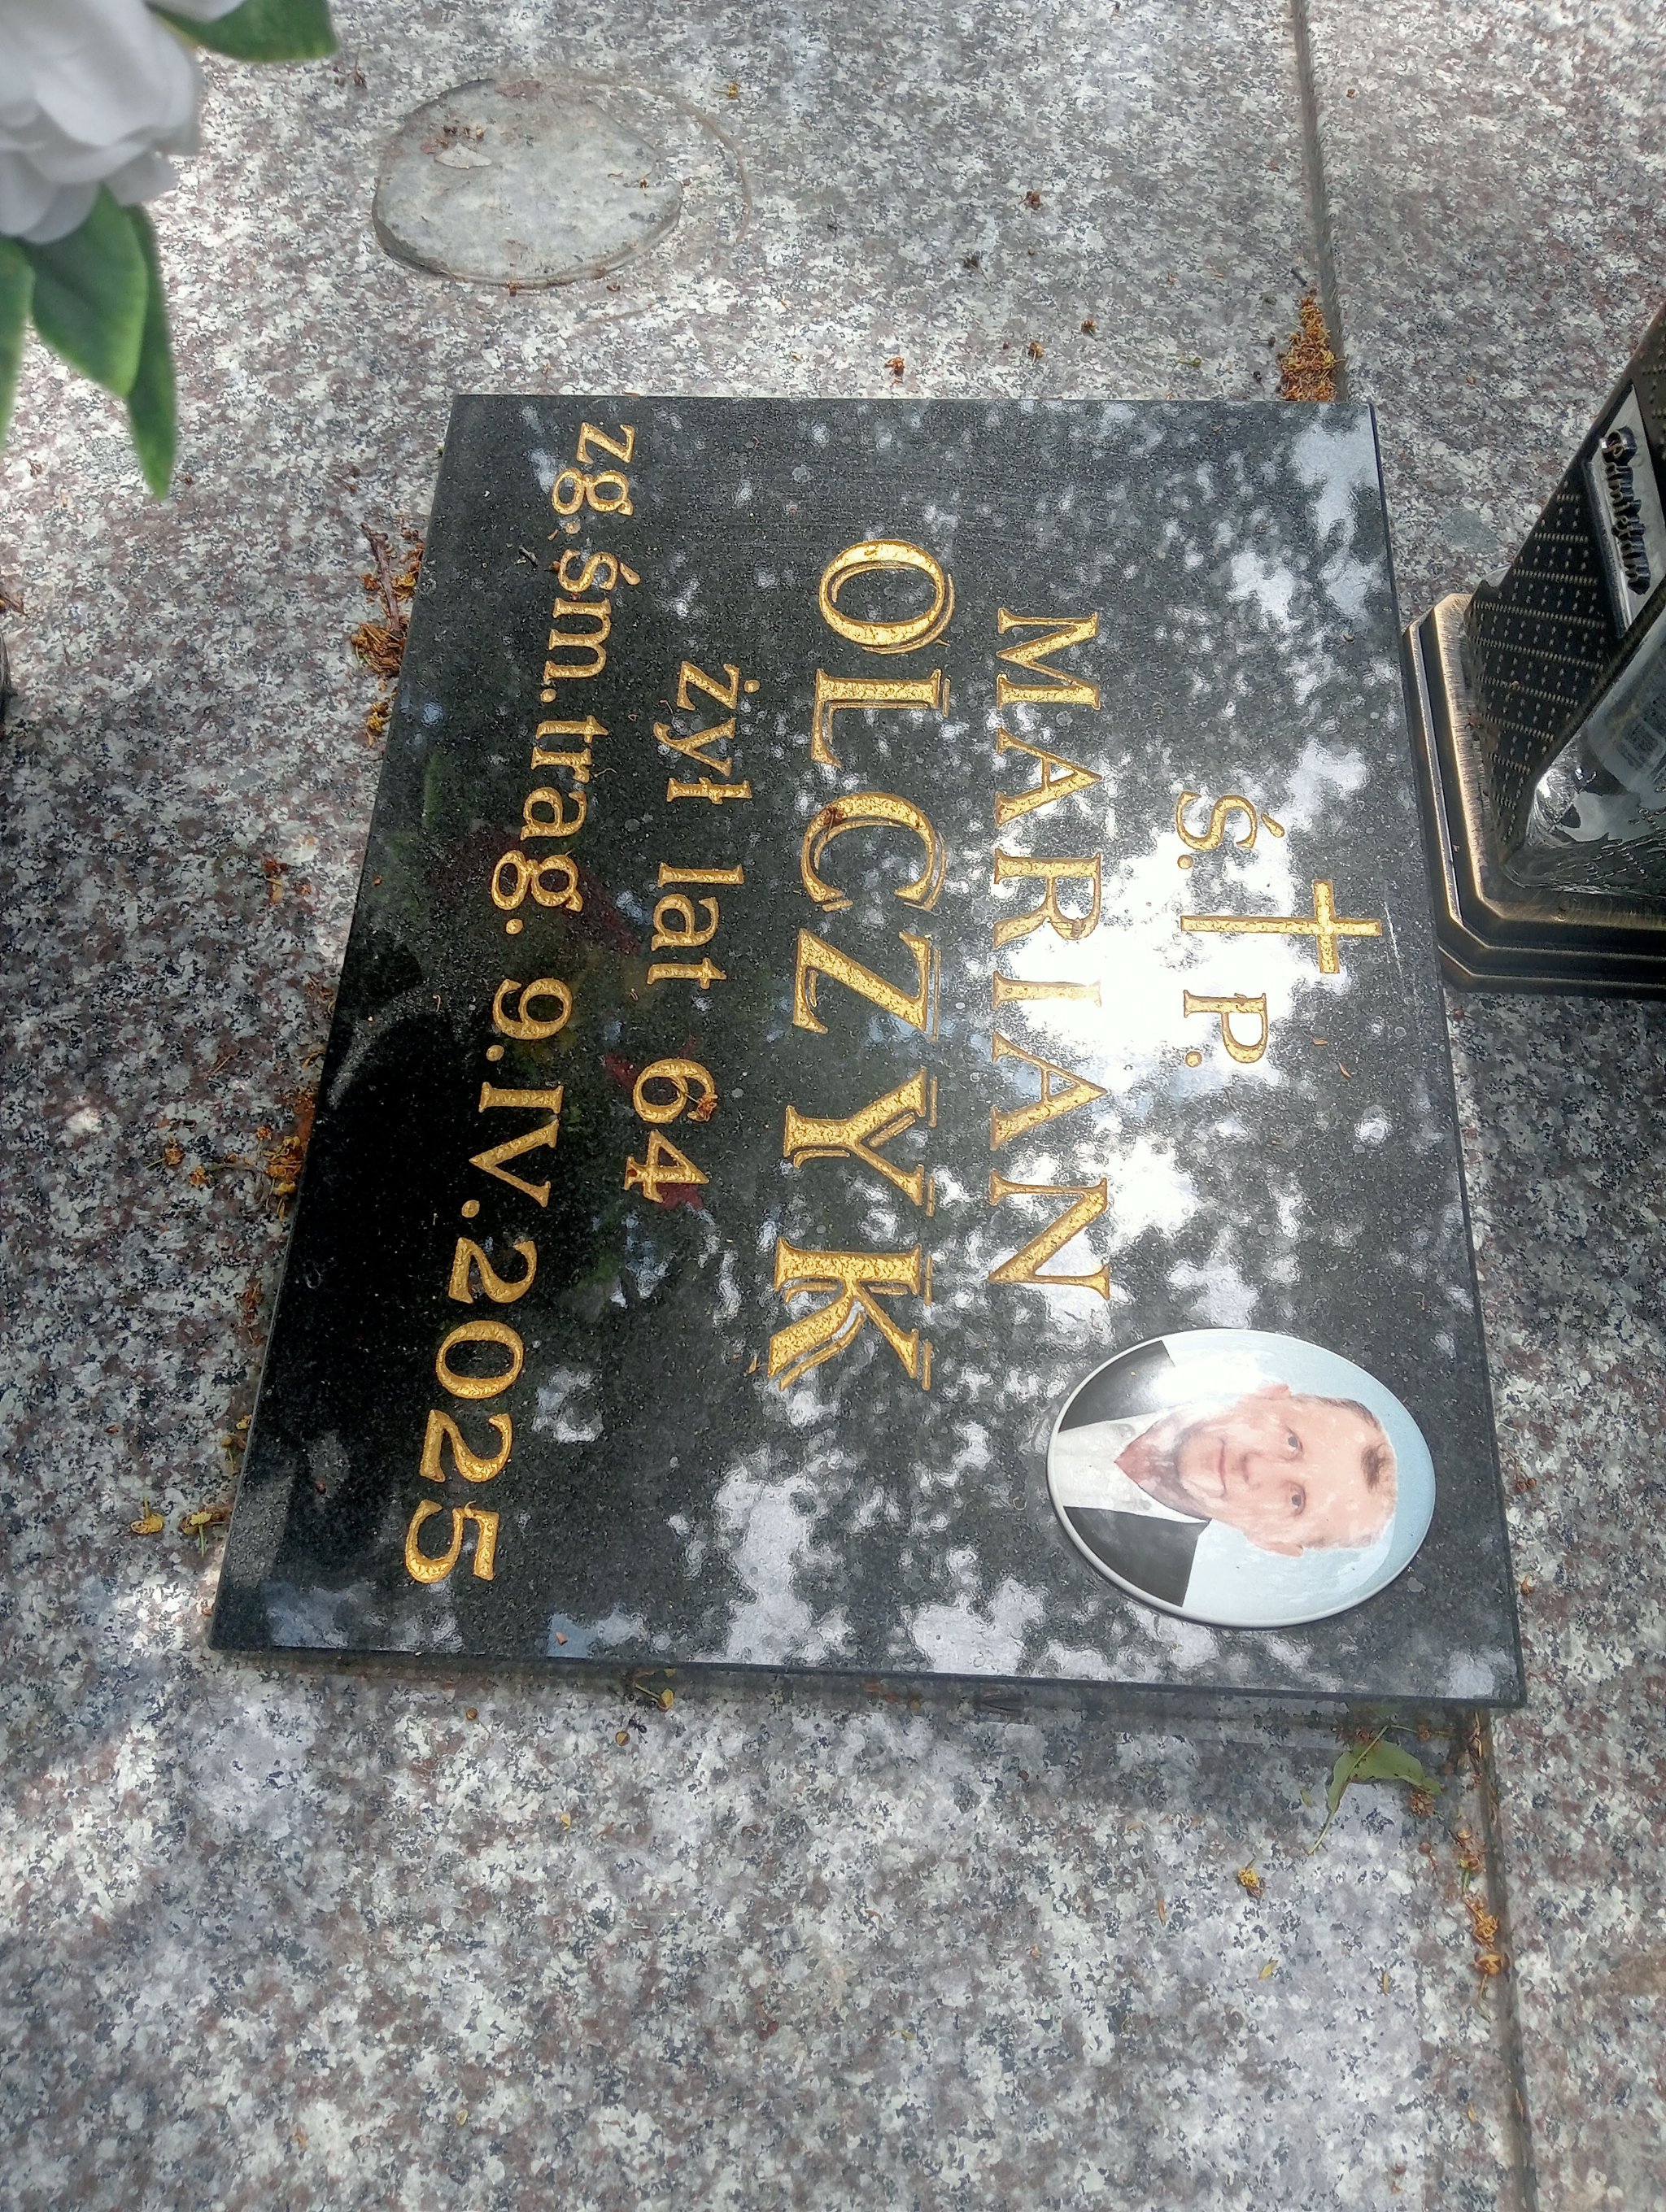 Ś. P.
MARIAN
OLCZYK
żył lat 64
zg.śm.trag. 9.IV.2025